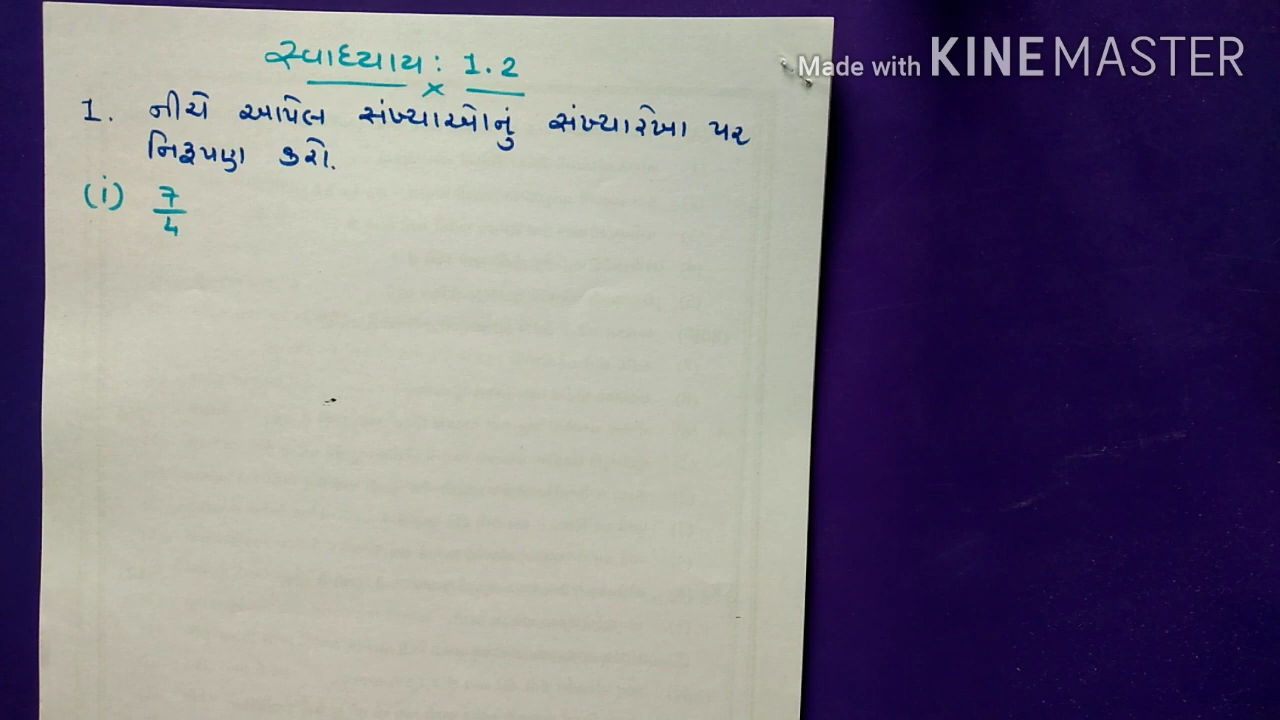 સ્વાધ્યાય : 1.2
Made with KINEMASTER
1. નીચે આપેલ સંખ્યાઓનું સંખ્યારેખા પર
નિરૂપણ કરો.
(i) 7/4